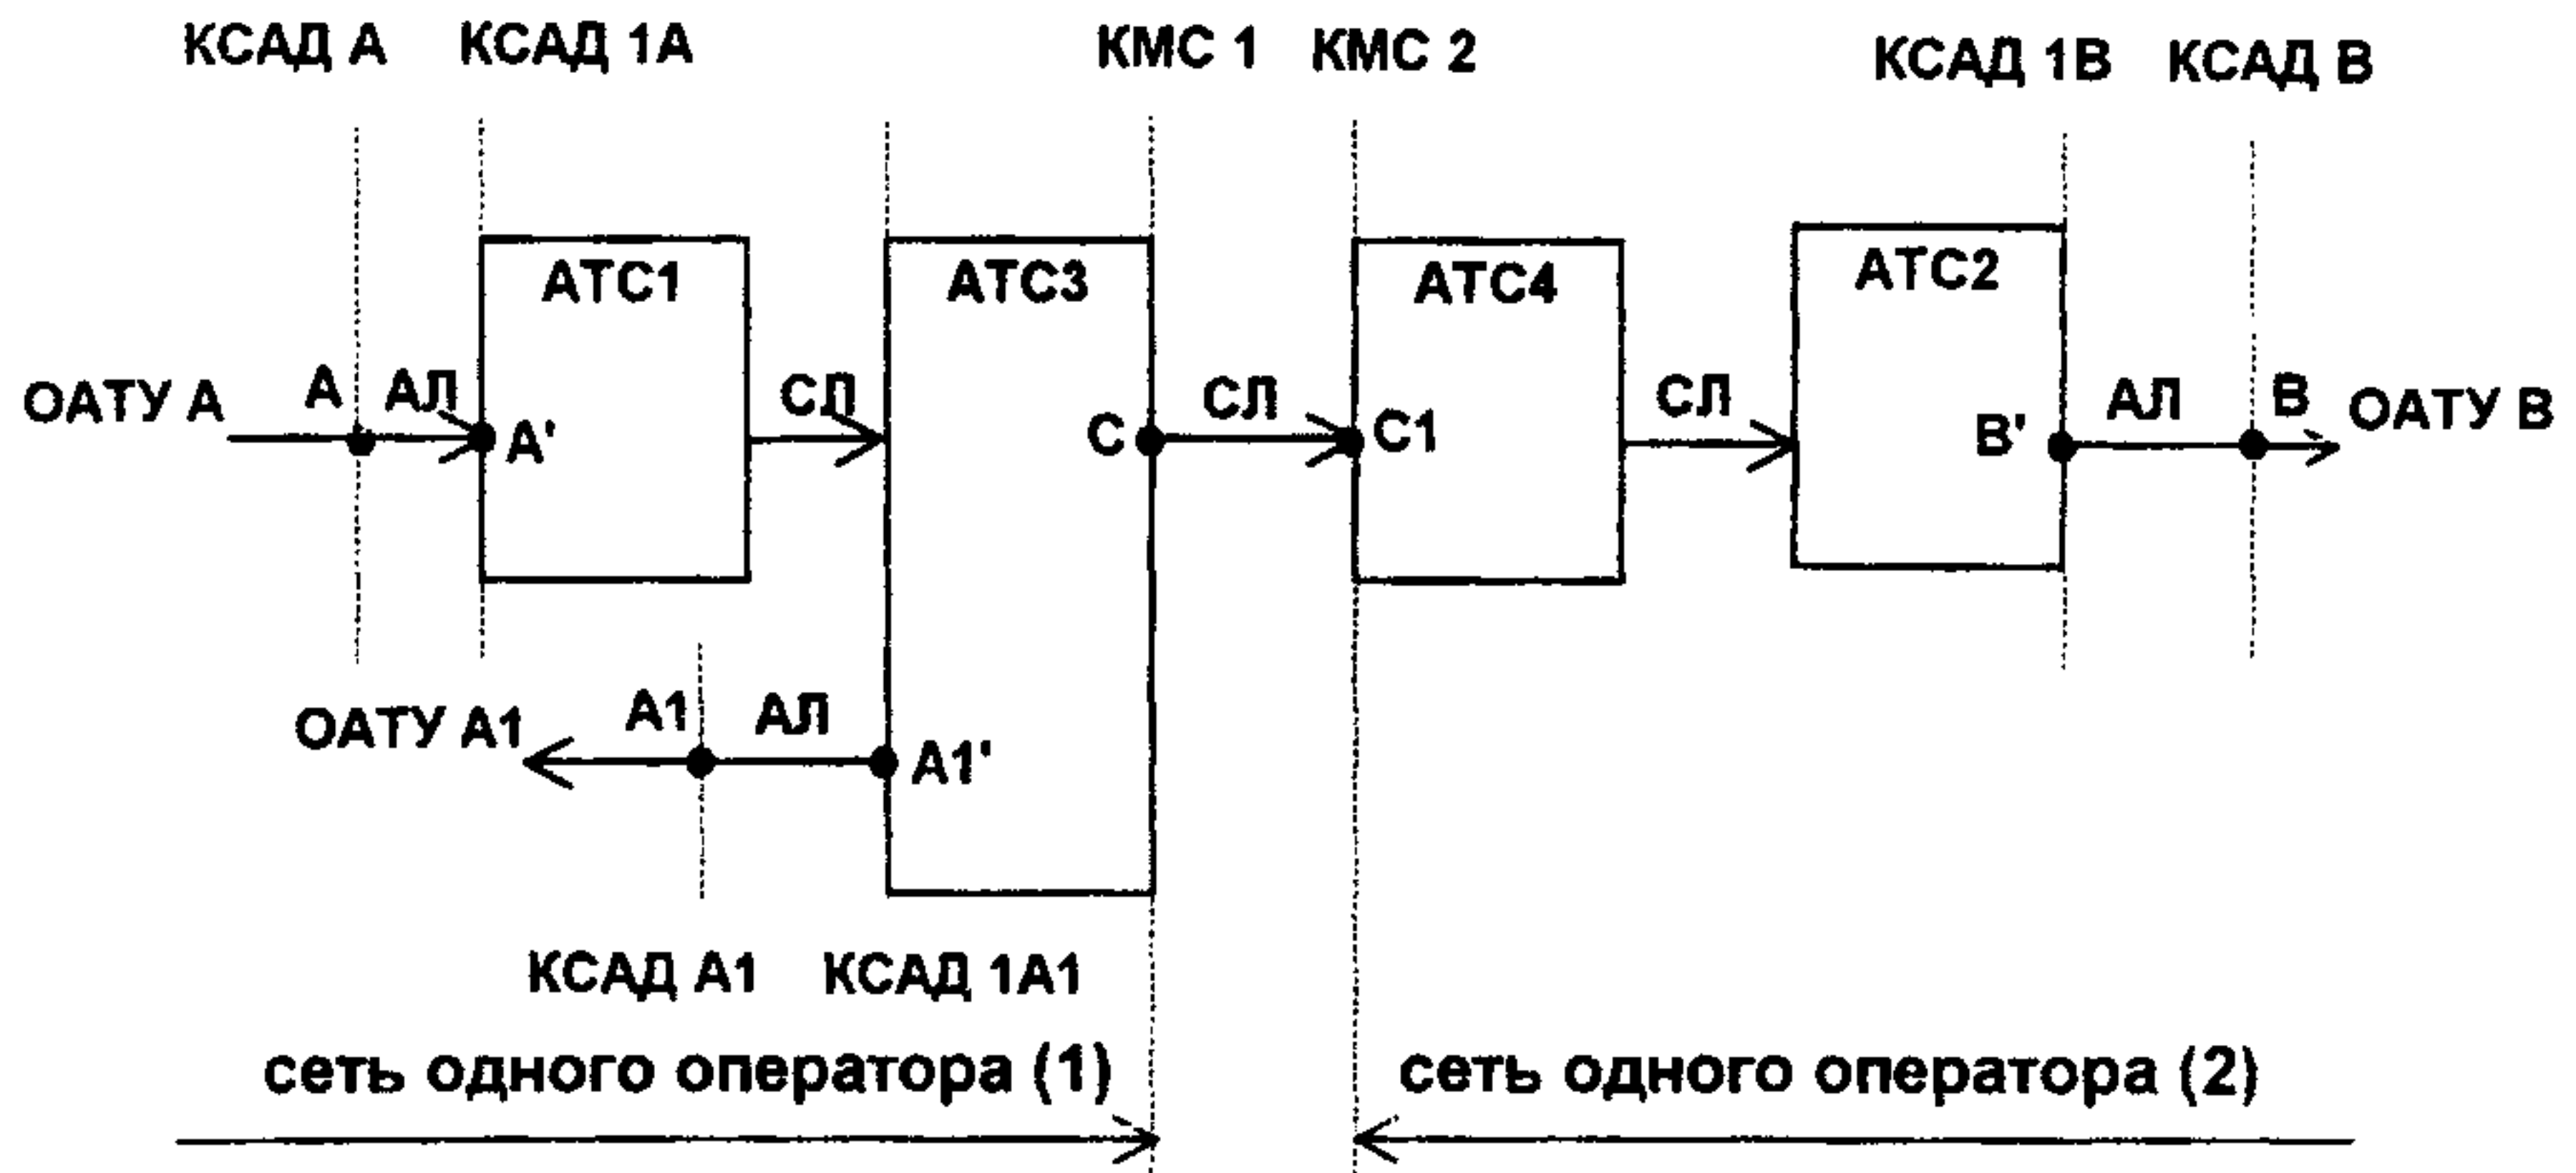 КСАД А
КСАД 1А
КМС 1
КМС 2
КСАД 1В
КСАД В
АТС1
АТС3
АТС4
АТС2
ОАТУ А
А
АЛ
А'
СЛ
С
СЛ
С1
СЛ
В'
АЛ
В
ОАТУ В
ОАТУ А1
А1
АЛ
А1'
КСАД А1
КСАД 1А1
сеть одного оператора (1)
сеть одного оператора (2)